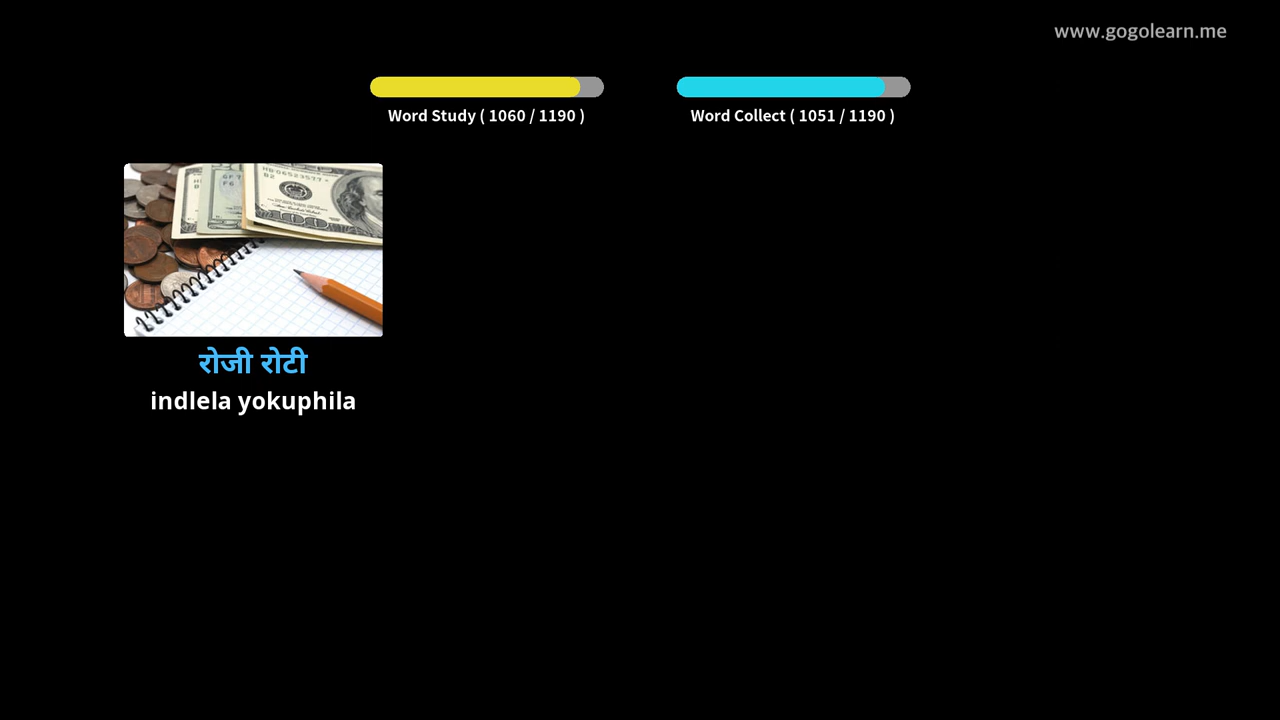 www.gogolearn.me
Word Study ( 1060 / 1190 )
Word Collect ( 1051 / 1190 )
रोजी रोटी
indlela yokuphila